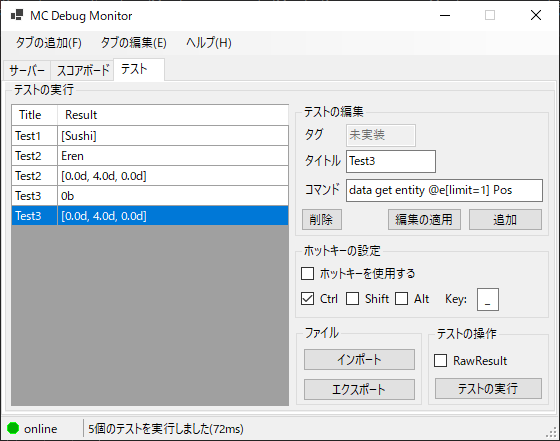 MC Debug Monitor
タブの追加(F) タブの編集(E) ヘルプ(H)
サーバー スコアボード テスト
テストの実行
Title Result
Test1 [Sushi]
Test2 Eren
Test2 [0.0d, 4.0d, 0.0d]
Test3 0b
Test3 [0.0d, 4.0d, 0.0d]
テストの編集
タグ 未実装
タイトル Test3
コマンド data get entity @e[limit=1] Pos
削除 編集の適用 追加
ホットキーの設定
ホットキーを使用する
Ctrl Shift Alt Key: _
ファイル
インポート
エクスポート
テストの操作
RawResult
テストの実行
online 5個のテストを実行しました(72ms)